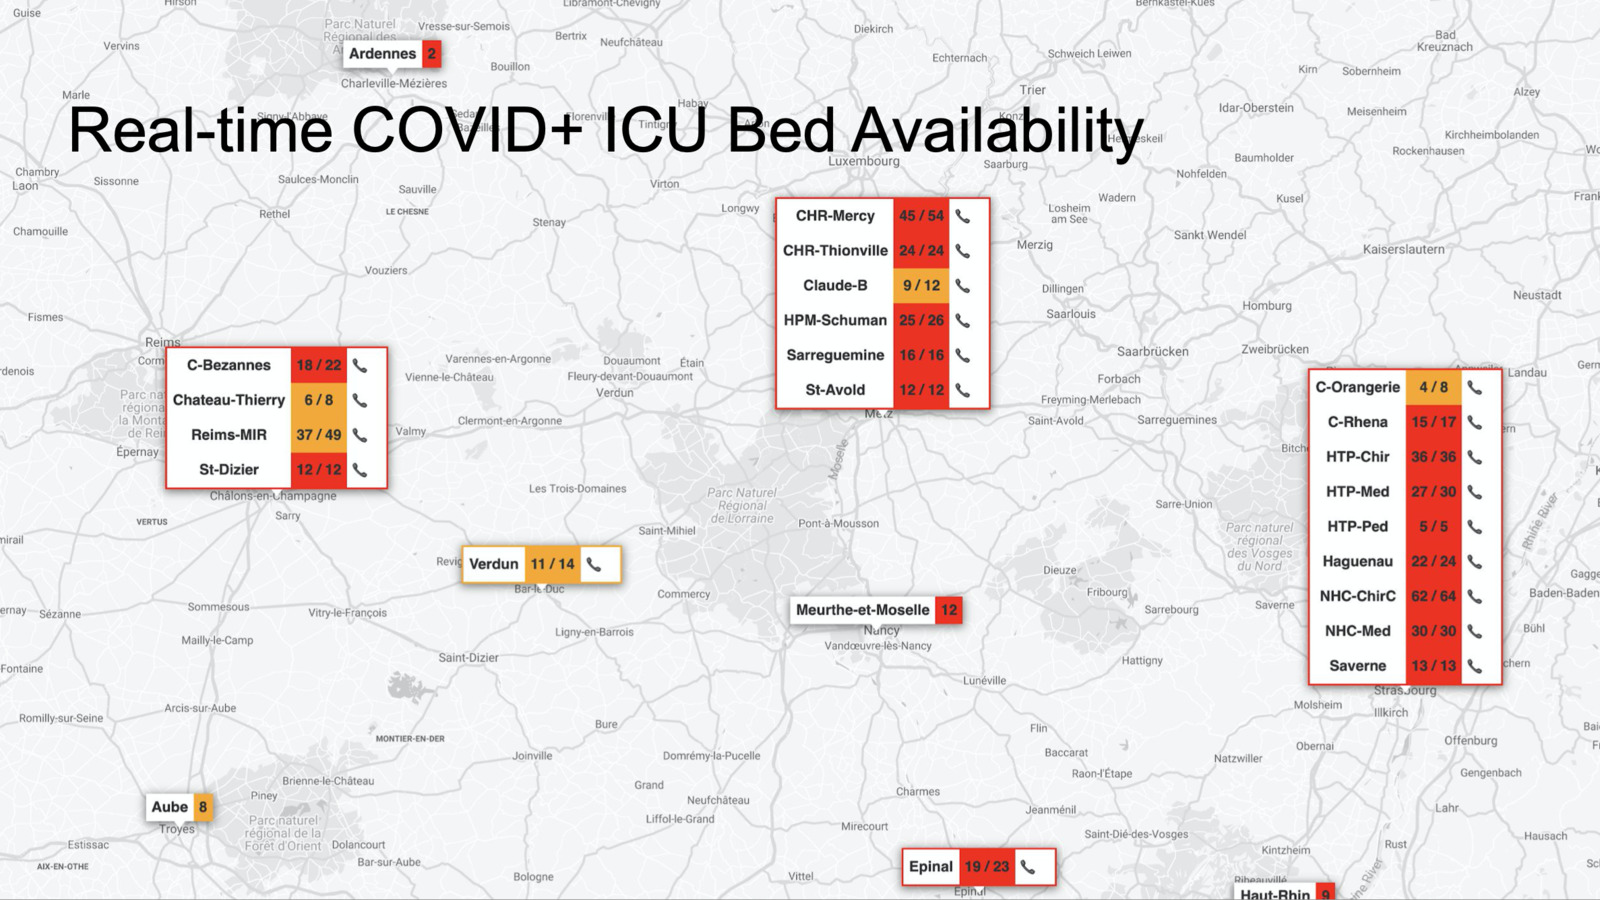 Real-time COVID+ ICU Bed Availability
Hirson
Guise
Parc Naturel
Régional des
Vresse-sur-Semois
Libramont-Chevigny
Bertrix
Neufchâteau
Diekirch
Bernkastel-Kues
Bad
Kreuznach
Vervins
Ardennes 2
Charleville-Mézières
Bouillon
Echternach
Schweich Leiwen
Kirn
Sobernheim
Marle
Signy-l'Abbaye
Bazeilles
Florenville
Habay
Tintigny
Arlon
Trier
Idar-Oberstein
Meisenheim
Alzey
Kirchheimbolanden
Rockenhausen
Baumholder
Luxembourg
Saarburg
Chambry
Laon
Sissonne
Saulces-Monclin
Sauville
Virton
Nohfelden
Wadern
Kusel
Rethel
LE CHESNE
Stenay
Longwy
Losheim
am See
Sankt Wendel
Merzig
Kaiserslautern
Chamouille
Vouziers
CHR-Mercy 45 / 54
CHR-Thionville 24 / 24
Claude-B 9 / 12
HPM-Schuman 25 / 26
Sarreguemine 16 / 16
St-Avold 12 / 12
Metz
Dillingen
Saarlouis
Homburg
Neustadt
Fismes
Reims
C-Bezannes 18 / 22
Chateau-Thierry 6 / 8
Reims-MIR 37 / 49
St-Dizier 12 / 12
Châlons-en-Champagne
Sarry
Varennes-en-Argonne
Vienne-le-Château
Douaumont
Fleury-devant-Douaumont
Étain
Verdun
Clermont-en-Argonne
Valmy
Épernay
Saarbrücken
Zweibrücken
Forbach
Freyming-Merlebach
Saint-Avold
Sarreguemines
Landau
Bitche
C-Orangerie 4 / 8
C-Rhena 15 / 17
HTP-Chir 36 / 36
HTP-Med 27 / 30
HTP-Ped 5 / 5
Haguenau 22 / 24
NHC-ChirC 62 / 64
NHC-Med 30 / 30
Saverne 13 / 13
Strasbourg
Moselle
Les Trois-Domaines
Parc Naturel
Régional
de Lorraine
Saint-Mihiel
Pont-à-Mousson
Sarre-Union
Parc naturel
régional
des Vosges
du Nord
Rhine River
VERTUS
Verdun 11 / 14
Bar-le-Duc
Commercy
Dieuze
Fribourg
Sarrebourg
Saverne
Baden-Baden
Bühl
Sézanne
Sommesous
Vitry-le-François
Meurthe-et-Moselle 12
Nancy
Vandœuvre-lès-Nancy
Mailly-le-Camp
Ligny-en-Barrois
Saint-Dizier
Hattigny
Lunéville
Molsheim
Illkirch
Romilly-sur-Seine
Arcis-sur-Aube
MONTIER-EN-DER
Bure
Flin
Baccarat
Raon-l'Étape
Natzwiller
Obernai
Offenburg
Gengenbach
Joinville
Domrémy-la-Pucelle
Brienne-le-Château
Piney
Grand
Neufchâteau
Liffol-le-Grand
Charmes
Jeanménil
Aube 8
Troyes
Parc naturel
régional de la
Forêt d'Orient
Dolancourt
Bar-sur-Aube
Mirecourt
Saint-Dié-des-Vosges
Kintzheim
Rust
Lahr
Hausach
Estissac
AIX-EN-OTHE
Bologne
Vittel
Epinal 19 / 23
Epinal
Ribeauvillé
Haut-Rhin 9